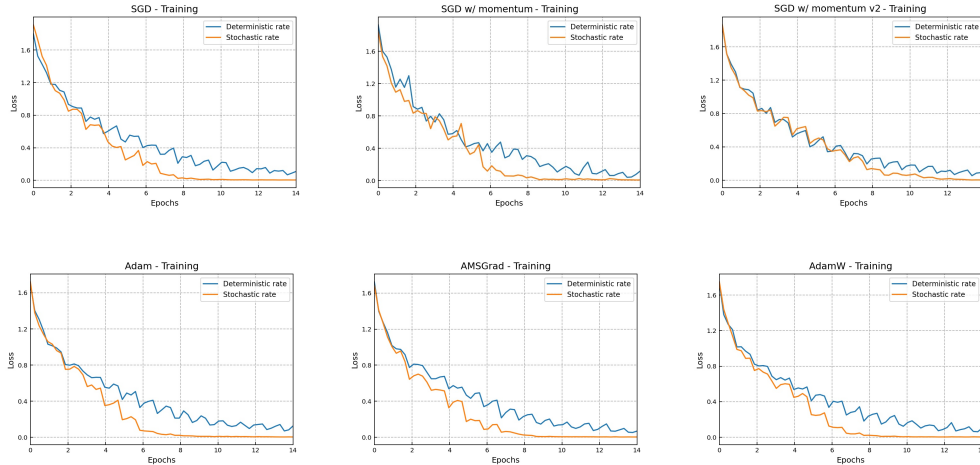 SGD - Training
Deterministic rate
Stochastic rate
Loss
1.6
1.2
0.8
0.4
0.0
0 2 4 6 8 10 12 14
Epochs
SGD w/ momentum - Training
Deterministic rate
Stochastic rate
Loss
1.6
1.2
0.8
0.4
0.0
0 2 4 6 8 10 12 14
Epochs
SGD w/ momentum v2 - Training
Deterministic rate
Stochastic rate
Loss
1.6
1.2
0.8
0.4
0.0
0 2 4 6 8 10 12 14
Epochs
Adam - Training
Deterministic rate
Stochastic rate
Loss
1.6
1.2
0.8
0.4
0.0
0 2 4 6 8 10 12 14
Epochs
AMSGrad - Training
Deterministic rate
Stochastic rate
Loss
1.6
1.2
0.8
0.4
0.0
0 2 4 6 8 10 12 14
Epochs
AdamW - Training
Deterministic rate
Stochastic rate
Loss
1.6
1.2
0.8
0.4
0.0
0 2 4 6 8 10 12 14
Epochs